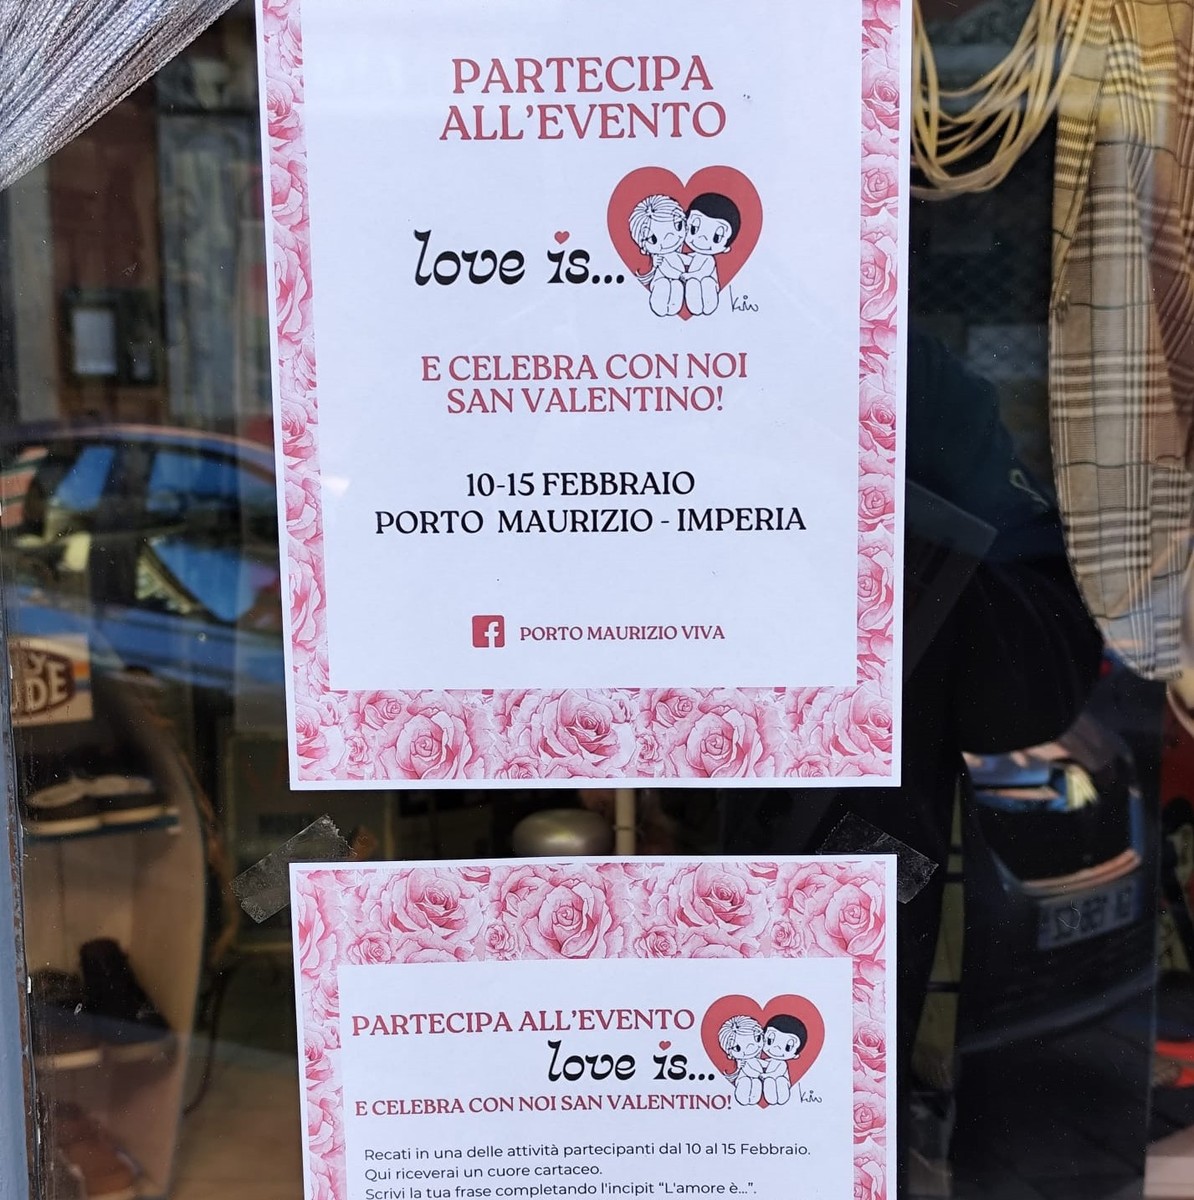 PARTECIPA
ALL'EVENTO
love is...
Kim
E CELEBRA CON NOI
SAN VALENTINO!
10-15 FEBBRAIO
PORTO MAURIZIO - IMPERIA
f PORTO MAURIZIO VIVA
PARTECIPA ALL'EVENTO
love is...
Kim
E CELEBRA CON NOI SAN VALENTINO!
Recati in una delle attività partecipanti dal 10 al 15 Febbraio.
Qui riceverai un cuore cartaceo.
Scrivi la tua frase completando l'incipit "L'amore è...".